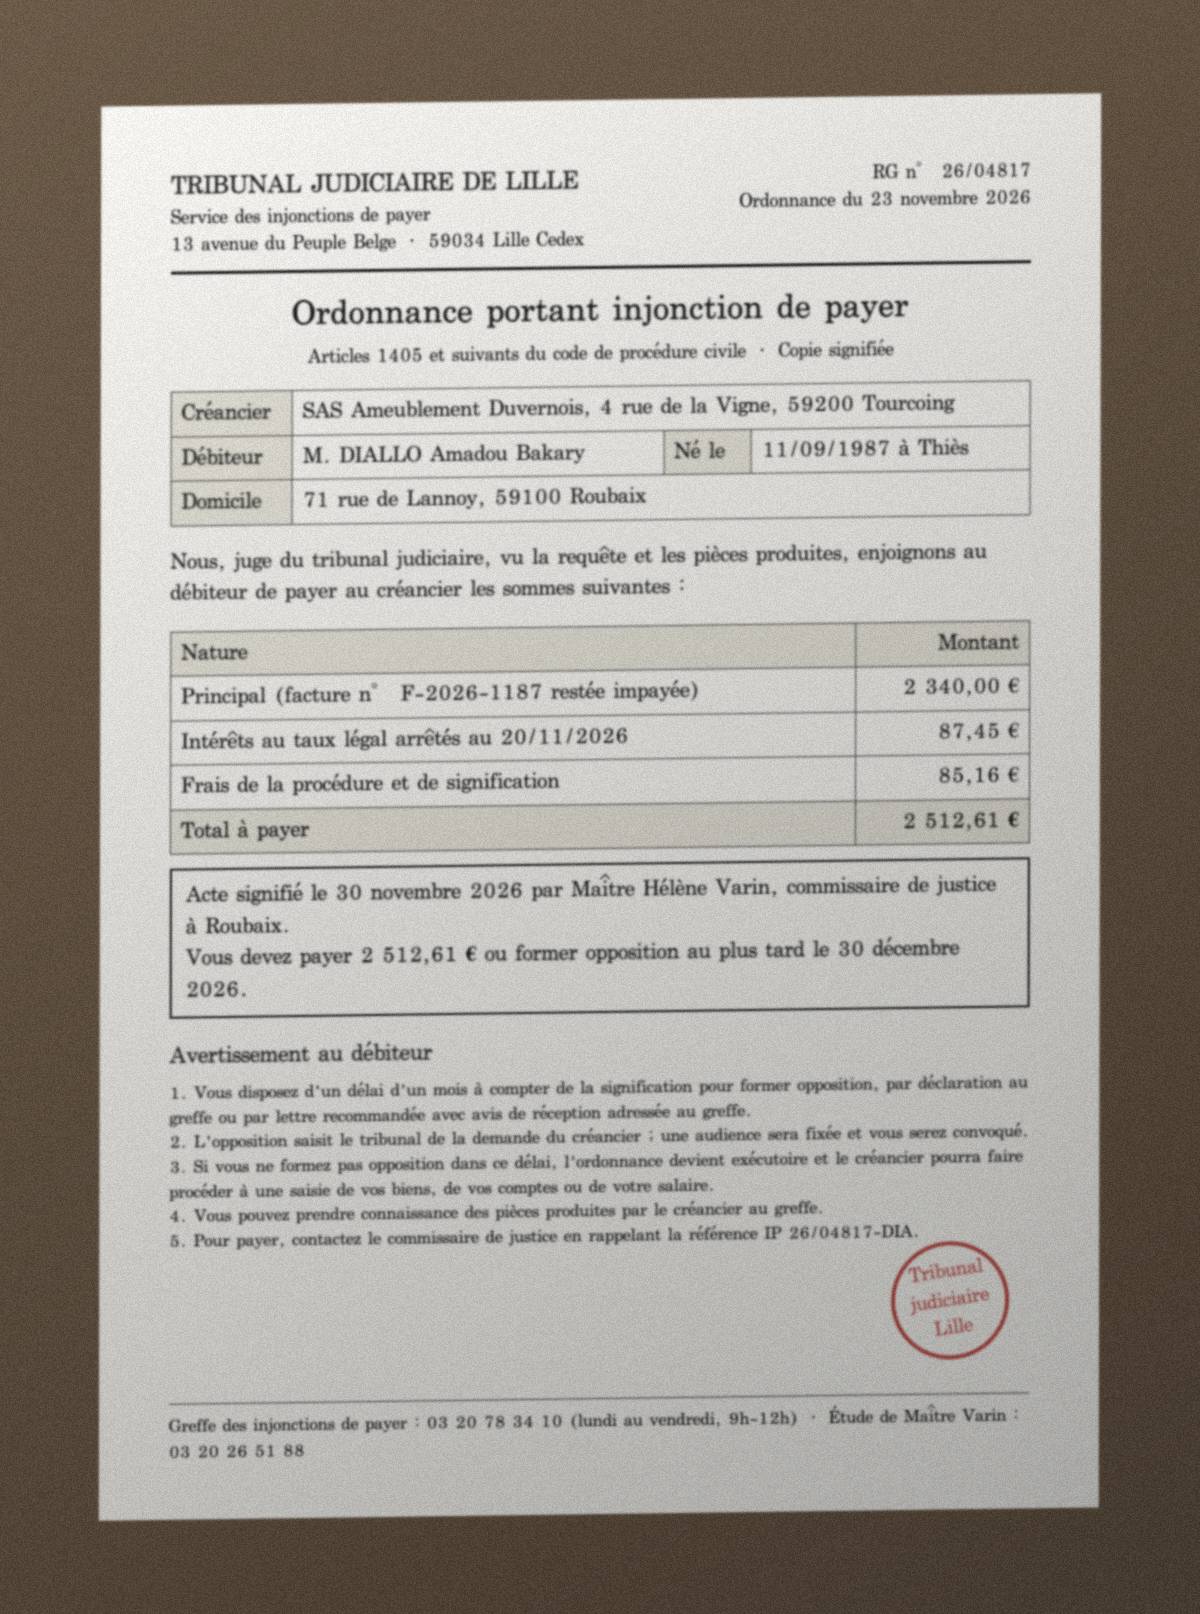 TRIBUNAL JUDICIAIRE DE LILLE
Service des injonctions de payer
13 avenue du Peuple Belge · 59034 Lille Cedex
RG n° 26/04817
Ordonnance du 23 novembre 2026
Ordonnance portant injonction de payer
Articles 1405 et suivants du code de procédure civile · Copie signifiée
Créancier SAS Ameublement Duvernois, 4 rue de la Vigne, 59200 Tourcoing
Débiteur M. DIALLO Amadou Bakary Né le 11/09/1987 à Thiès
Domicile 71 rue de Lannoy, 59100 Roubaix
Nous, juge du tribunal judiciaire, vu la requête et les pièces produites, enjoignons au
débiteur de payer au créancier les sommes suivantes :
Nature Montant
Principal (facture n° F-2026-1187 restée impayée) 2 340,00 €
Intérêts au taux légal arrêtés au 20/11/2026 87,45 €
Frais de la procédure et de signification 85,16 €
Total à payer 2 512,61 €
Acte signifié le 30 novembre 2026 par Maître Hélène Varin, commissaire de justice
à Roubaix.
Vous devez payer 2 512,61 € ou former opposition au plus tard le 30 décembre
2026.
Avertissement au débiteur
1. Vous disposez d'un délai d'un mois à compter de la signification pour former opposition, par déclaration au
greffe ou par lettre recommandée avec avis de réception adressée au greffe.
2. L'opposition saisit le tribunal de la demande du créancier ; une audience sera fixée et vous serez convoqué.
3. Si vous ne formez pas opposition dans ce délai, l'ordonnance devient exécutoire et le créancier pourra faire
procéder à une saisie de vos biens, de vos comptes ou de votre salaire.
4. Vous pouvez prendre connaissance des pièces produites par le créancier au greffe.
5. Pour payer, contactez le commissaire de justice en rappelant la référence IP 26/04817-DIA.
Tribunal
judiciaire
Lille
Greffe des injonctions de payer : 03 20 78 34 10 (lundi au vendredi, 9h-12h) · Étude de Maître Varin :
03 20 26 51 88